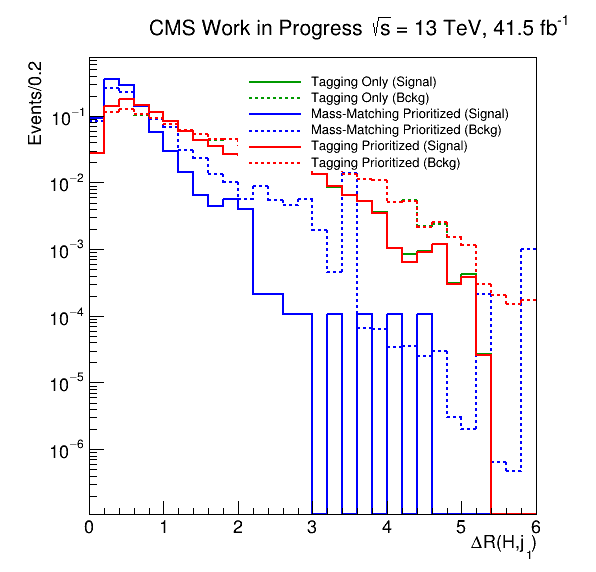 CMS Work in Progress √s = 13 TeV, 41.5 fb⁻¹
Events/0.2
Tagging Only (Signal)
Tagging Only (Bckg)
Mass-Matching Prioritized (Signal)
Mass-Matching Prioritized (Bckg)
Tagging Prioritized (Signal)
Tagging Prioritized (Bckg)
10⁻¹
10⁻²
10⁻³
10⁻⁴
10⁻⁵
10⁻⁶
0 1 2 3 4 5 6
ΔR(H,j₁)